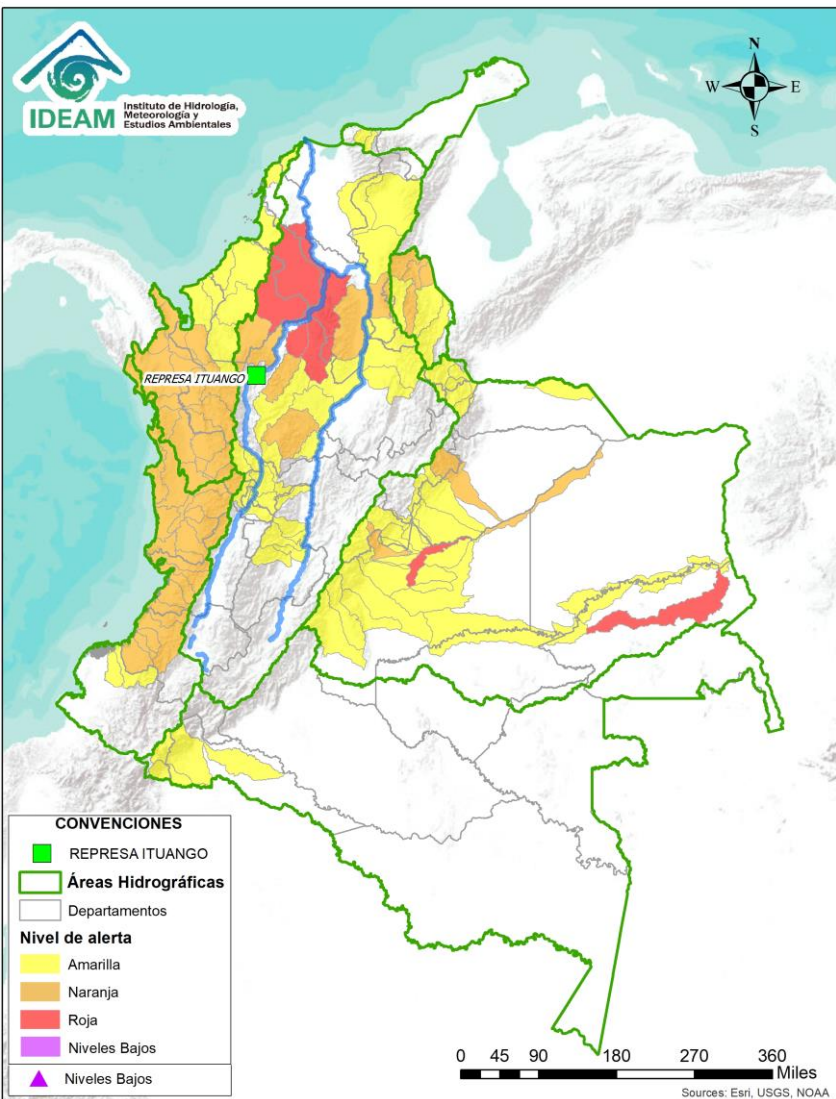 IDEAM
Instituto de Hidrología,
Meteorología y
Estudios Ambientales
N
W
E
S
REPRESA ITUANGO
CONVENCIONES
REPRESA ITUANGO
Áreas Hidrográficas
Departamentos
Nivel de alerta
Amarilla
Naranja
Roja
Niveles Bajos
Niveles Bajos
0 45 90 180 270 360
Miles
Sources: Esri, USGS, NOAA